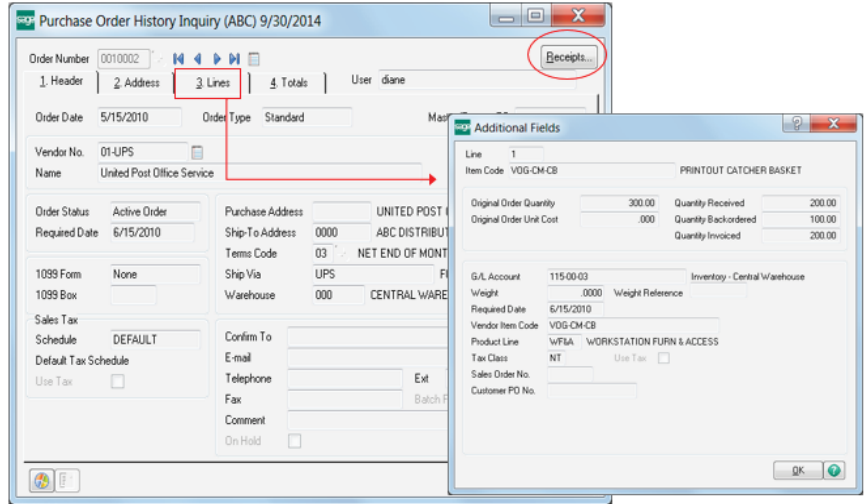 sage Purchase Order History Inquiry (ABC) 9/30/2014
Order Number 0010002
Receipts...
1. Header 2. Address 3. Lines 4. Totals User diane
Order Date 5/15/2010 Order Type Standard
Vendor No. 01-UPS
Name United Post Office Service
Order Status Active Order
Required Date 6/15/2010
Purchase Address UNITED POST
Ship-To Address 0000 ABC DISTRIBUT
Terms Code 03 NET END OF MONT
Ship Via UPS
Warehouse 000 CENTRAL WARE
1099 Form None
1099 Box
Sales Tax
Schedule DEFAULT
Default Tax Schedule
Use Tax
Confirm To
E-mail
Telephone Ext
Fax Batch F
Comment
On Hold
sage Additional Fields
Line 1
Item Code VOG-CM-CB PRINTOUT CATCHER BASKET
Original Order Quantity 300.00 Quantity Received 200.00
Original Order Unit Cost .000 Quantity Backordered 100.00
Quantity Invoiced 200.00
G/L Account 115-00-03 Inventory - Central Warehouse
Weight .0000 Weight Reference
Required Date 6/15/2010
Vendor Item Code VOG-CM-CB
Product Line WF&A WORKSTATION FURN & ACCESS
Tax Class NT Use Tax
Sales Order No.
Customer PO No.
OK